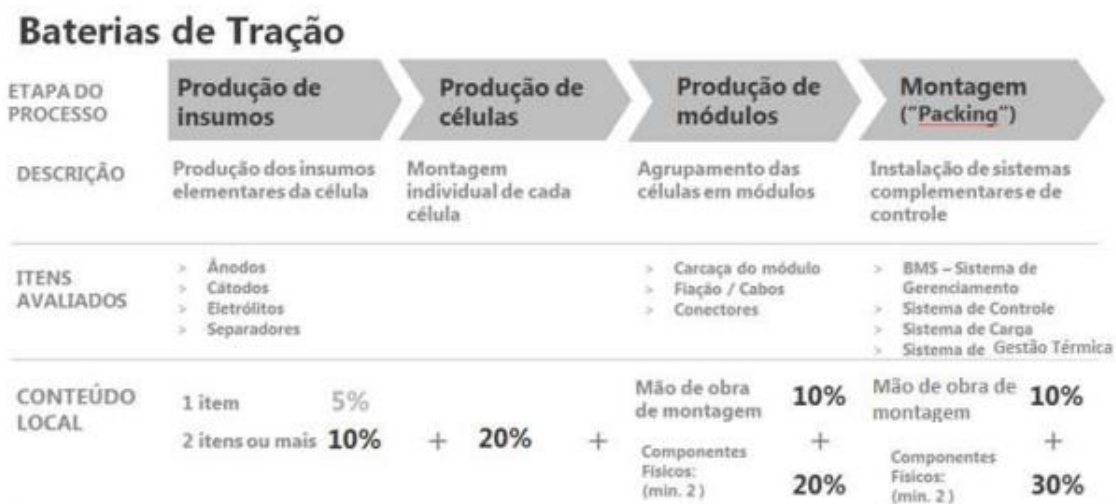 Baterias de Tração
ETAPA DO
PROCESSO
Produção de
insumos
Produção de
células
Produção de
módulos
Montagem
("Packing")
DESCRIÇÃO
Produção dos insumos
elementares da célula
Montagem
individual de cada
célula
Agrupamento das
células em módulos
Instalação de sistemas
complementares e de
controle
ITENS
AVALIADOS
> Ânodos
> Cátodos
> Eletrólitos
> Separadores
> Carcaça do módulo
> Fiação / Cabos
> Conectores
> BMS – Sistema de
Gerenciamento
> Sistema de Controle
> Sistema de Carga
> Sistema de Gestão Térmica
CONTEÚDO
LOCAL
1 item 5%
2 itens ou mais 10%
+ 20% +
Mão de obra
de montagem 10%
+
Componentes
Físicos:
(min. 2) 20%
Mão de obra de
montagem 10%
+
Componentes
Físicos:
(min. 2) 30%